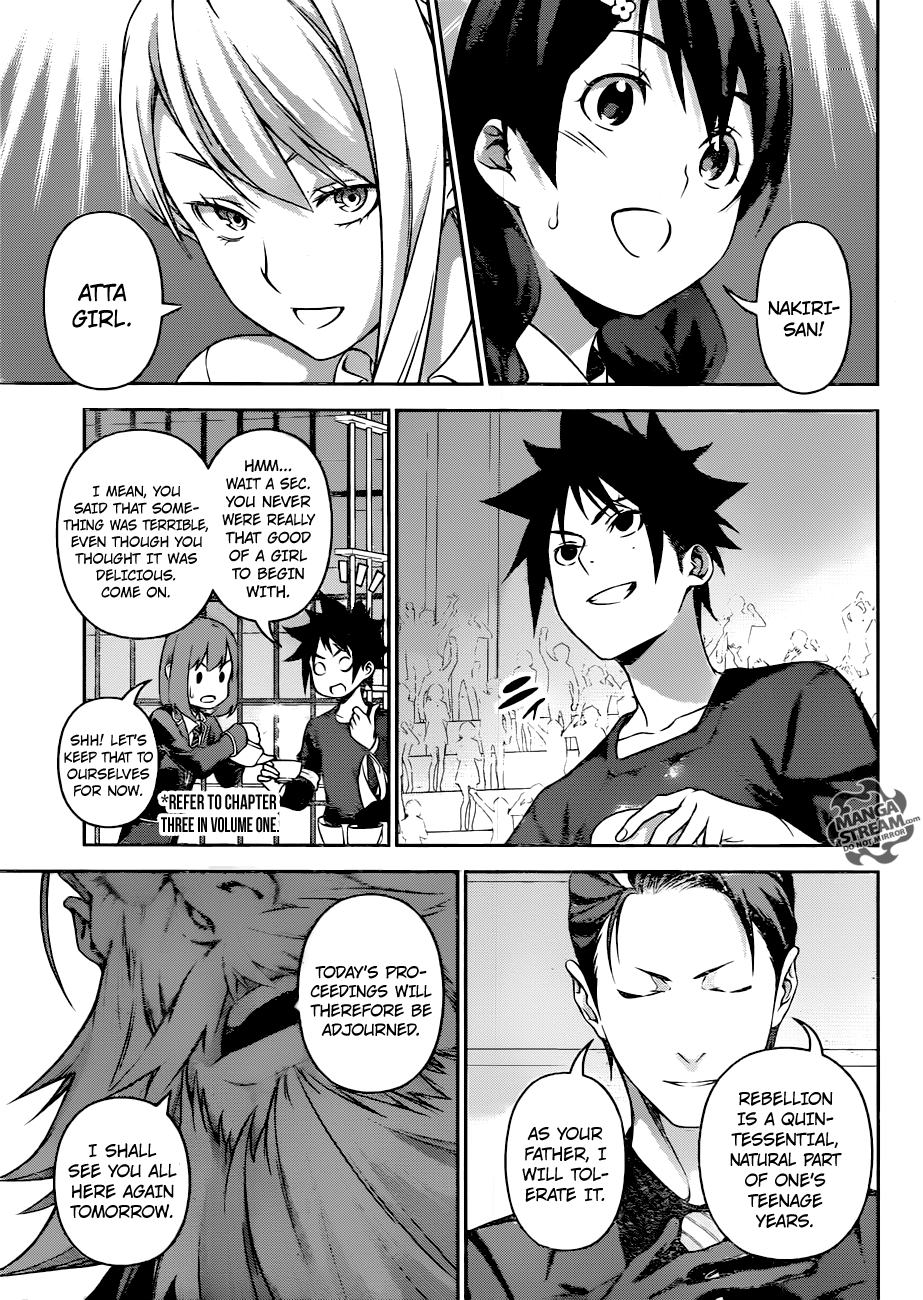 NAKIRI-
SAN!
ATTA
GIRL.
HMM...
WAIT A SEC.
YOU NEVER
WERE REALLY
THAT GOOD
OF A GIRL
TO BEGIN
WITH.
I MEAN, YOU
SAID THAT SOME-
THING WAS TERRIBLE,
EVEN THOUGH YOU
THOUGHT IT WAS
DELICIOUS.
COME ON.
SHH! LET'S
KEEP THAT TO
OURSELVES
FOR NOW.
*REFER TO CHAPTER
THREE IN VOLUME ONE.
MANGA
STREAM.com
DO NOT MIRROR
REBELLION
IS A QUIN-
TESSENTIAL,
NATURAL PART
OF ONE'S
TEENAGE
YEARS.
AS YOUR
FATHER, I
WILL TOL-
ERATE IT.
TODAY'S PRO-
CEEDINGS WILL
THEREFORE BE
ADJOURNED.
I SHALL
SEE YOU ALL
HERE AGAIN
TOMORROW.